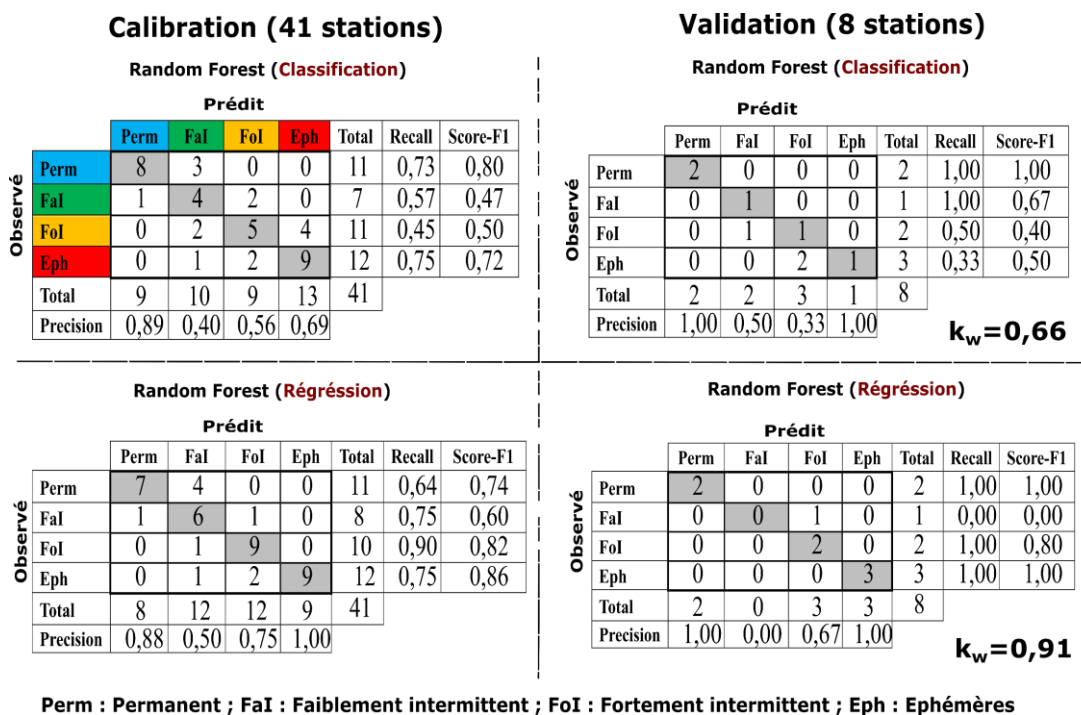 Calibration (41 stations)
Random Forest (Classification)
Prédit
Perm FaI FoI Eph Total Recall Score-F1
Observé
Perm 8 3 0 0 11 0,73 0,80
FaI 1 4 2 0 7 0,57 0,47
FoI 0 2 5 4 11 0,45 0,50
Eph 0 1 2 9 12 0,75 0,72
Total 9 10 9 13 41
Precision 0,89 0,40 0,56 0,69
Validation (8 stations)
Random Forest (Classification)
Prédit
Perm FaI FoI Eph Total Recall Score-F1
Observé
Perm 2 0 0 0 2 1,00 1,00
FaI 0 1 0 0 1 1,00 0,67
FoI 0 1 1 0 2 0,50 0,40
Eph 0 0 2 1 3 0,33 0,50
Total 2 2 3 1 8
Precision 1,00 0,50 0,33 1,00
kw=0,66
Random Forest (Régréssion)
Prédit
Perm FaI FoI Eph Total Recall Score-F1
Observé
Perm 7 4 0 0 11 0,64 0,74
FaI 1 6 1 0 8 0,75 0,60
FoI 0 1 9 0 10 0,90 0,82
Eph 0 1 2 9 12 0,75 0,86
Total 8 12 12 9 41
Precision 0,88 0,50 0,75 1,00
Random Forest (Régréssion)
Prédit
Perm FaI FoI Eph Total Recall Score-F1
Observé
Perm 2 0 0 0 2 1,00 1,00
FaI 0 0 1 0 1 0,00 0,00
FoI 0 0 2 0 2 1,00 0,80
Eph 0 0 0 3 3 1,00 1,00
Total 2 0 3 3 8
Precision 1,00 0,00 0,67 1,00
kw=0,91
Perm : Permanent ; FaI : Faiblement intermittent ; FoI : Fortement intermittent ; Eph : Ephémères